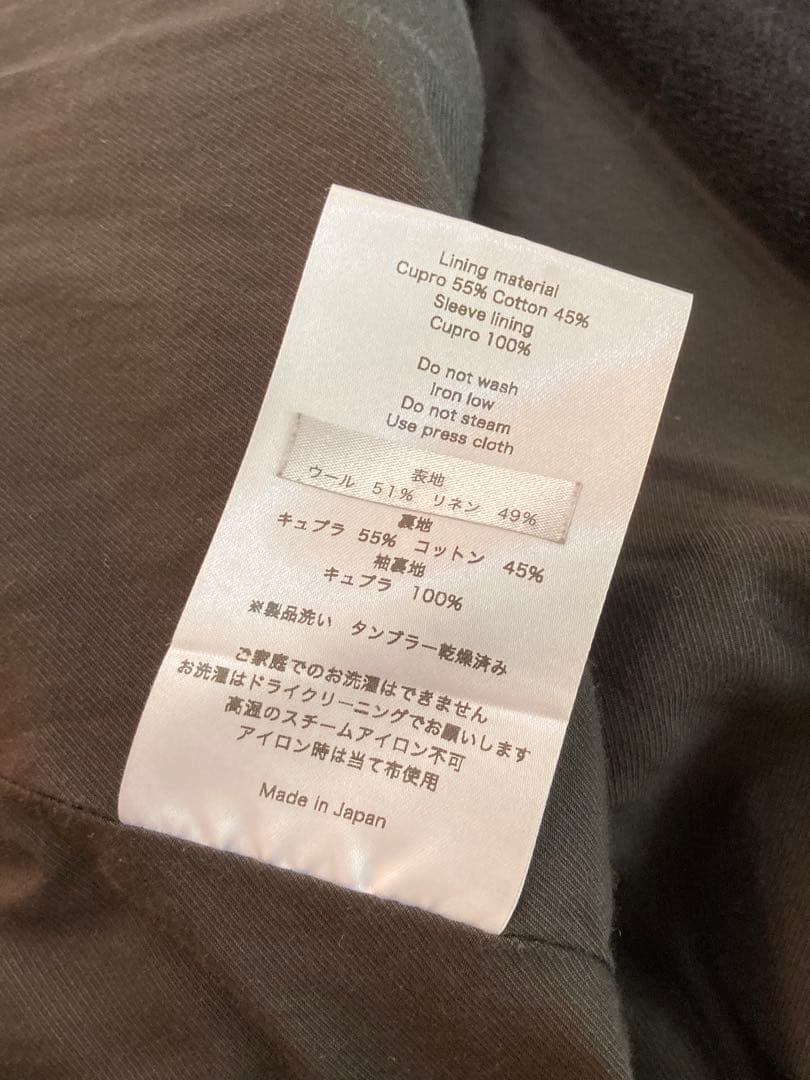 Lining material
Cupro 55% Cotton 45%
Sleeve lining
Cupro 100%
Do not wash
Iron low
Do not steam
Use press cloth
表地
ウール 51% リネン 49%
裏地
キュプラ 55% コットン 45%
袖裏地
キュプラ 100%
※製品洗い タンブラー乾燥済み
ご家庭でのお洗濯はできません
お洗濯はドライクリーニングでお願いします
高温のスチームアイロン不可
アイロン時は当て布使用
Made in Japan